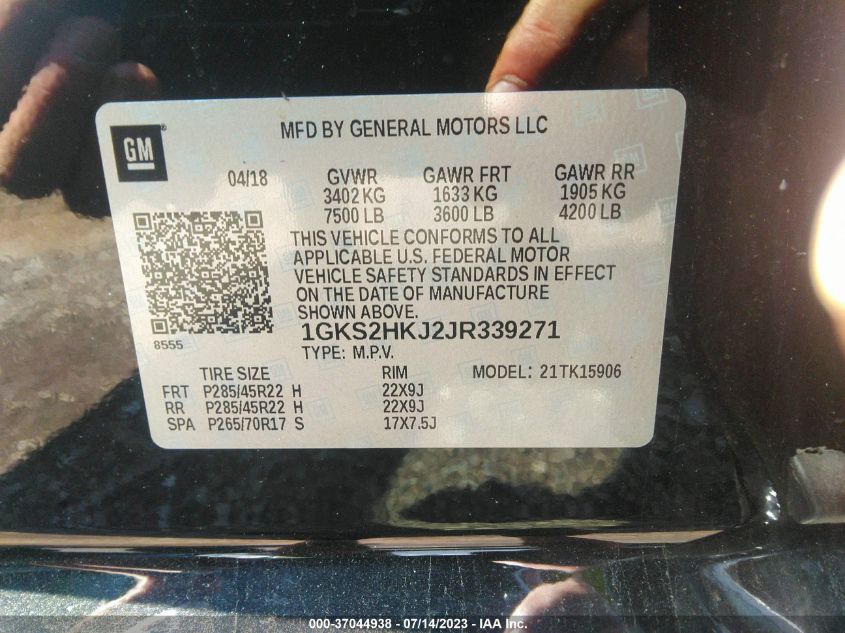 GM
®
MFD BY GENERAL MOTORS LLC
04/18 GVWR GAWR FRT GAWR RR
3402 KG 1633 KG 1905 KG
7500 LB 3600 LB 4200 LB
THIS VEHICLE CONFORMS TO ALL
APPLICABLE U.S. FEDERAL MOTOR
VEHICLE SAFETY STANDARDS IN EFFECT
ON THE DATE OF MANUFACTURE
SHOWN ABOVE.
8555
1GKS2HKJ2JR339271
TYPE: M.P.V.
TIRE SIZE RIM MODEL: 21TK15906
FRT P285/45R22 H 22X9J
RR P285/45R22 H 22X9J
SPA P265/70R17 S 17X7.5J
000-37044938 - 07/14/2023 - IAA Inc.